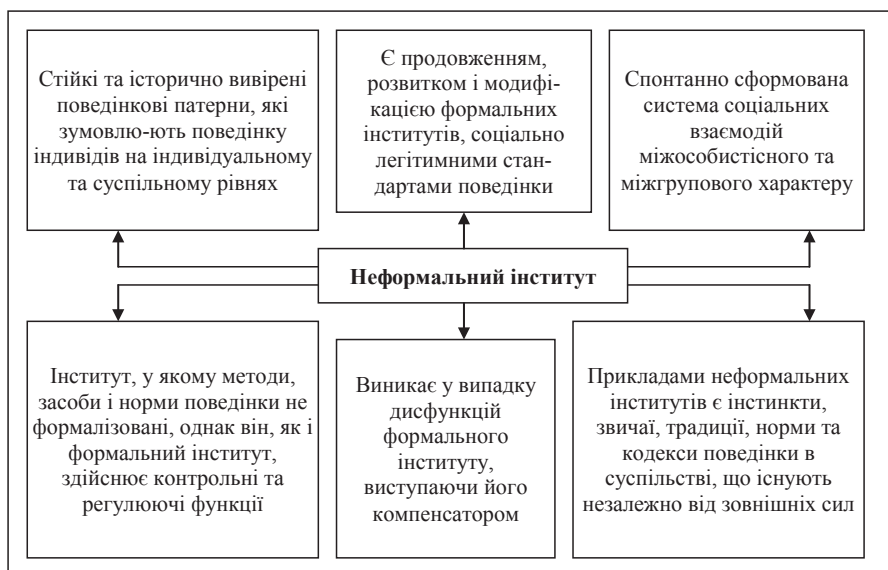 Стійкі та історично вивірені
поведінкові патерни, які
зумовлю-ють поведінку
індивідів на індивідуальному
та суспільному рівнях
Є продовженням,
розвитком і модифі-
кацією формальних
інститутів, соціально
легітимними стан-
дартами поведінки
Спонтанно сформована
система соціальних
взаємодій
міжособистісного та
міжгрупового характеру
Неформальний інститут
Інститут, у якому методи,
засоби і норми поведінки не
формалізовані, однак він, як і
формальний інститут,
здійснює контрольні та
регулюючі функції
Виникає у випадку
дисфункцій
формального
інституту,
виступаючи його
компенсатором
Прикладами неформальних
інститутів є інстинкти,
звичаї, традиції, норми та
кодекси поведінки в
суспільстві, що існують
незалежно від зовнішніх сил